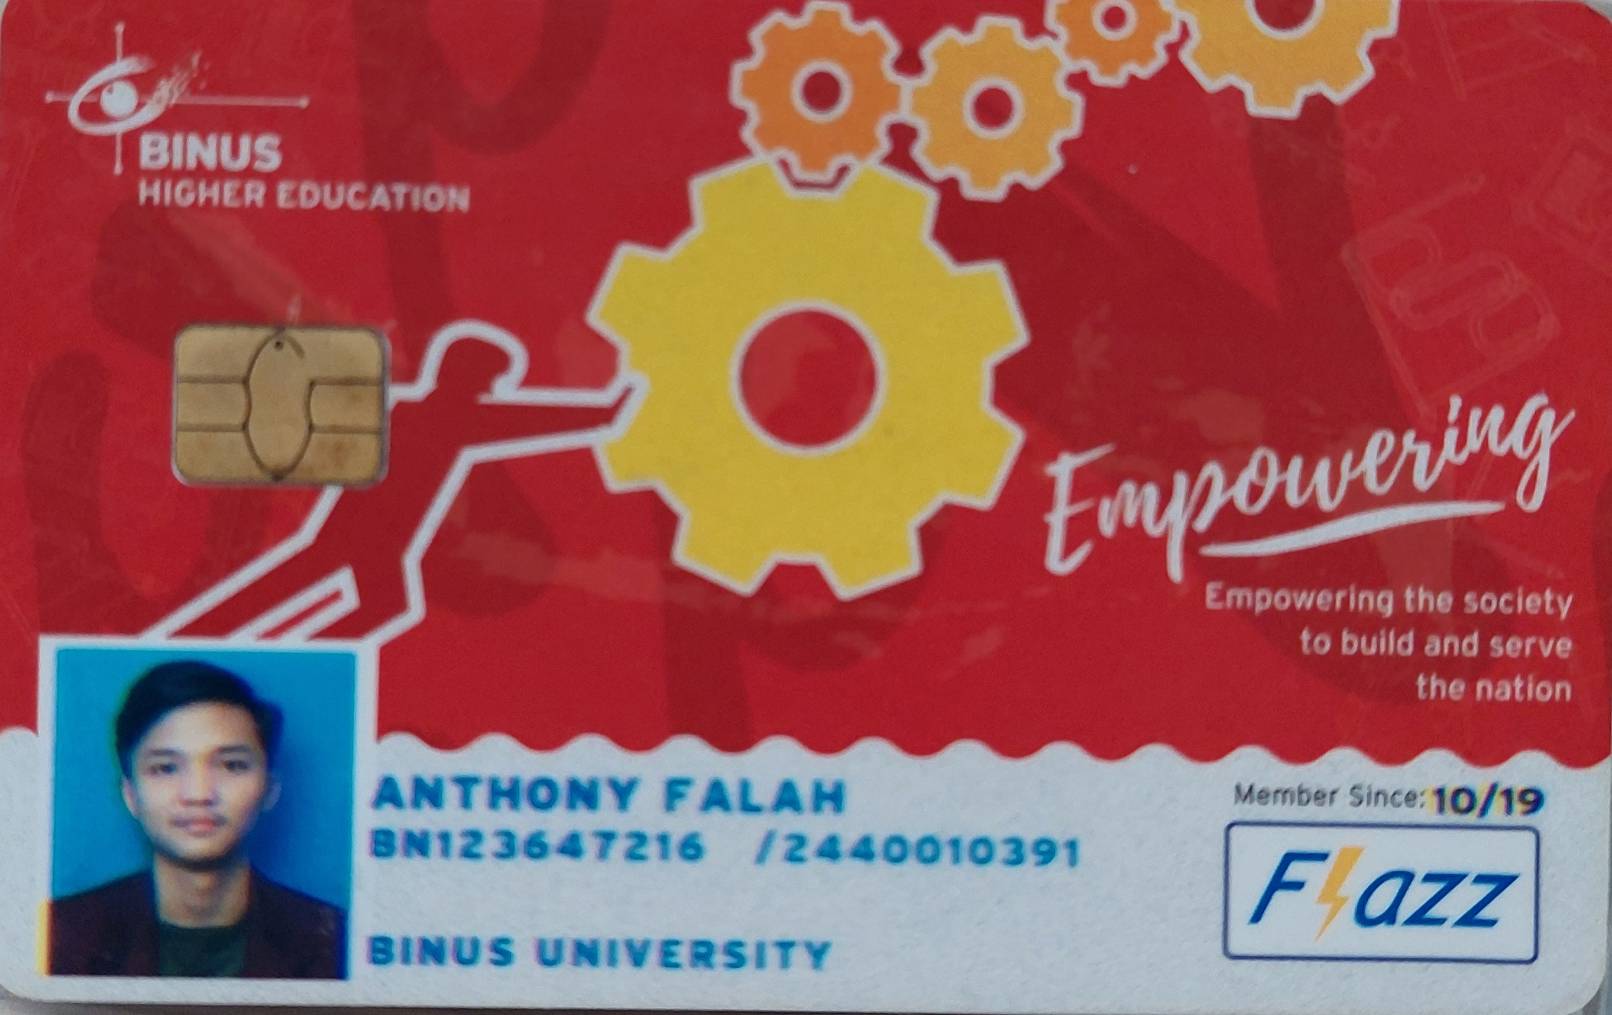 BINUS
HIGHER EDUCATION
Empowering
Empowering the society
to build and serve
the nation
ANTHONY FALAH
BN123647216 /2440010391
BINUS UNIVERSITY
Member Since: 10/19
Flazz